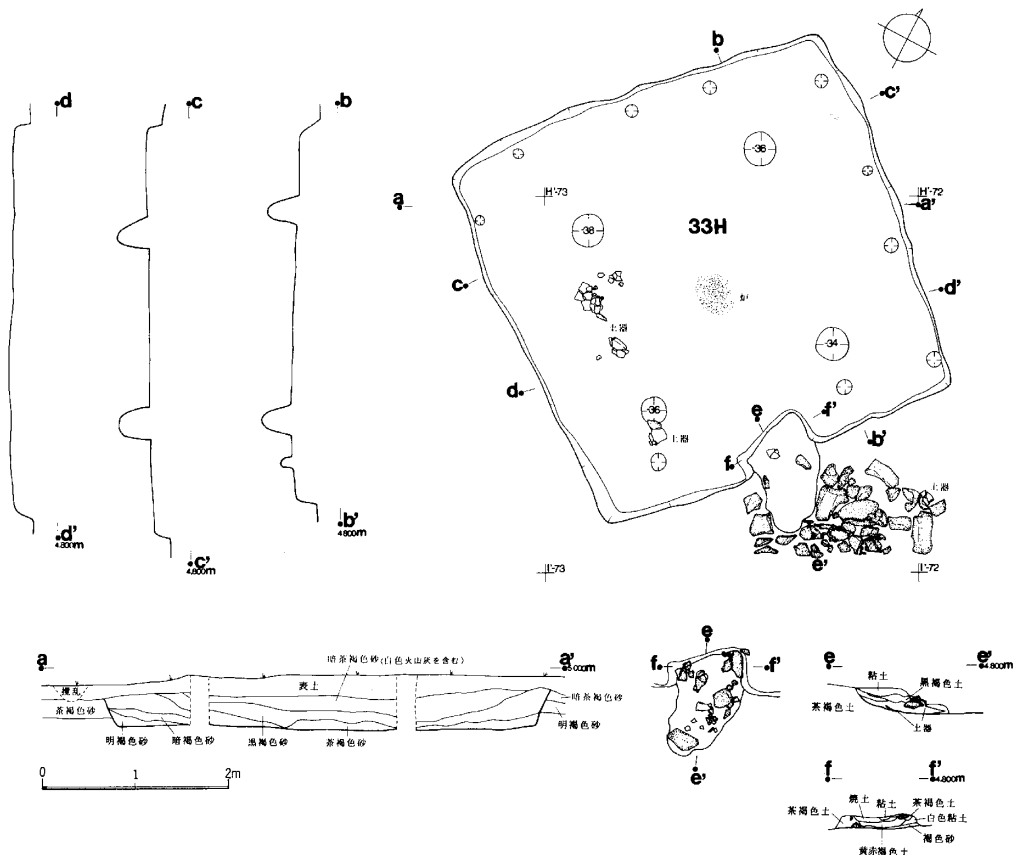 d
c
b
b
c'
-38
H'-73
H'-72
a
a'
33H
-38
c
d'
炉
土器
-34
d
-36
e
f'
土器
b'
f
土器
d'
4.800m
b'
4.800m
c'
4.800m
e'
I'-73
I'-72
a
暗茶褐色砂(白色火山灰を含む)
a'
5.000m
撹乱
表土
茶褐色砂
暗茶褐色砂
明褐色砂
明褐色砂
暗褐色砂
黒褐色砂
茶褐色砂
0
1
2m
e
f
f'
e'
e
e'
4.800m
粘土
黒褐色土
茶褐色土
土器
f
f'
4.800m
焼土
粘土
茶褐色土
茶褐色土
白色粘土
褐色砂
黄赤褐色土